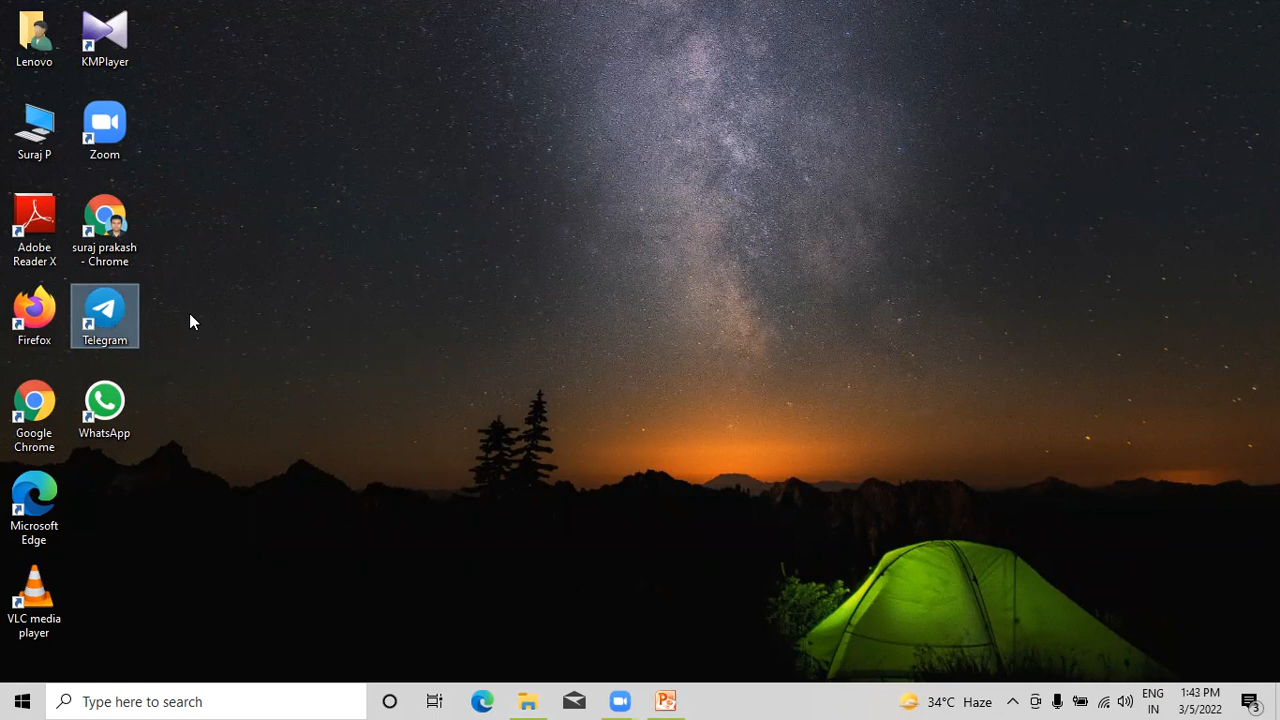 Lenovo
KMPlayer
Suraj P
Zoom
Adobe
Reader X
suraj prakash
- Chrome
Firefox
Telegram
Google
Chrome
WhatsApp
Microsoft
Edge
VLC media
player
Type here to search
34°C Haze
ENG
IN
1:43 PM
3/5/2022
3